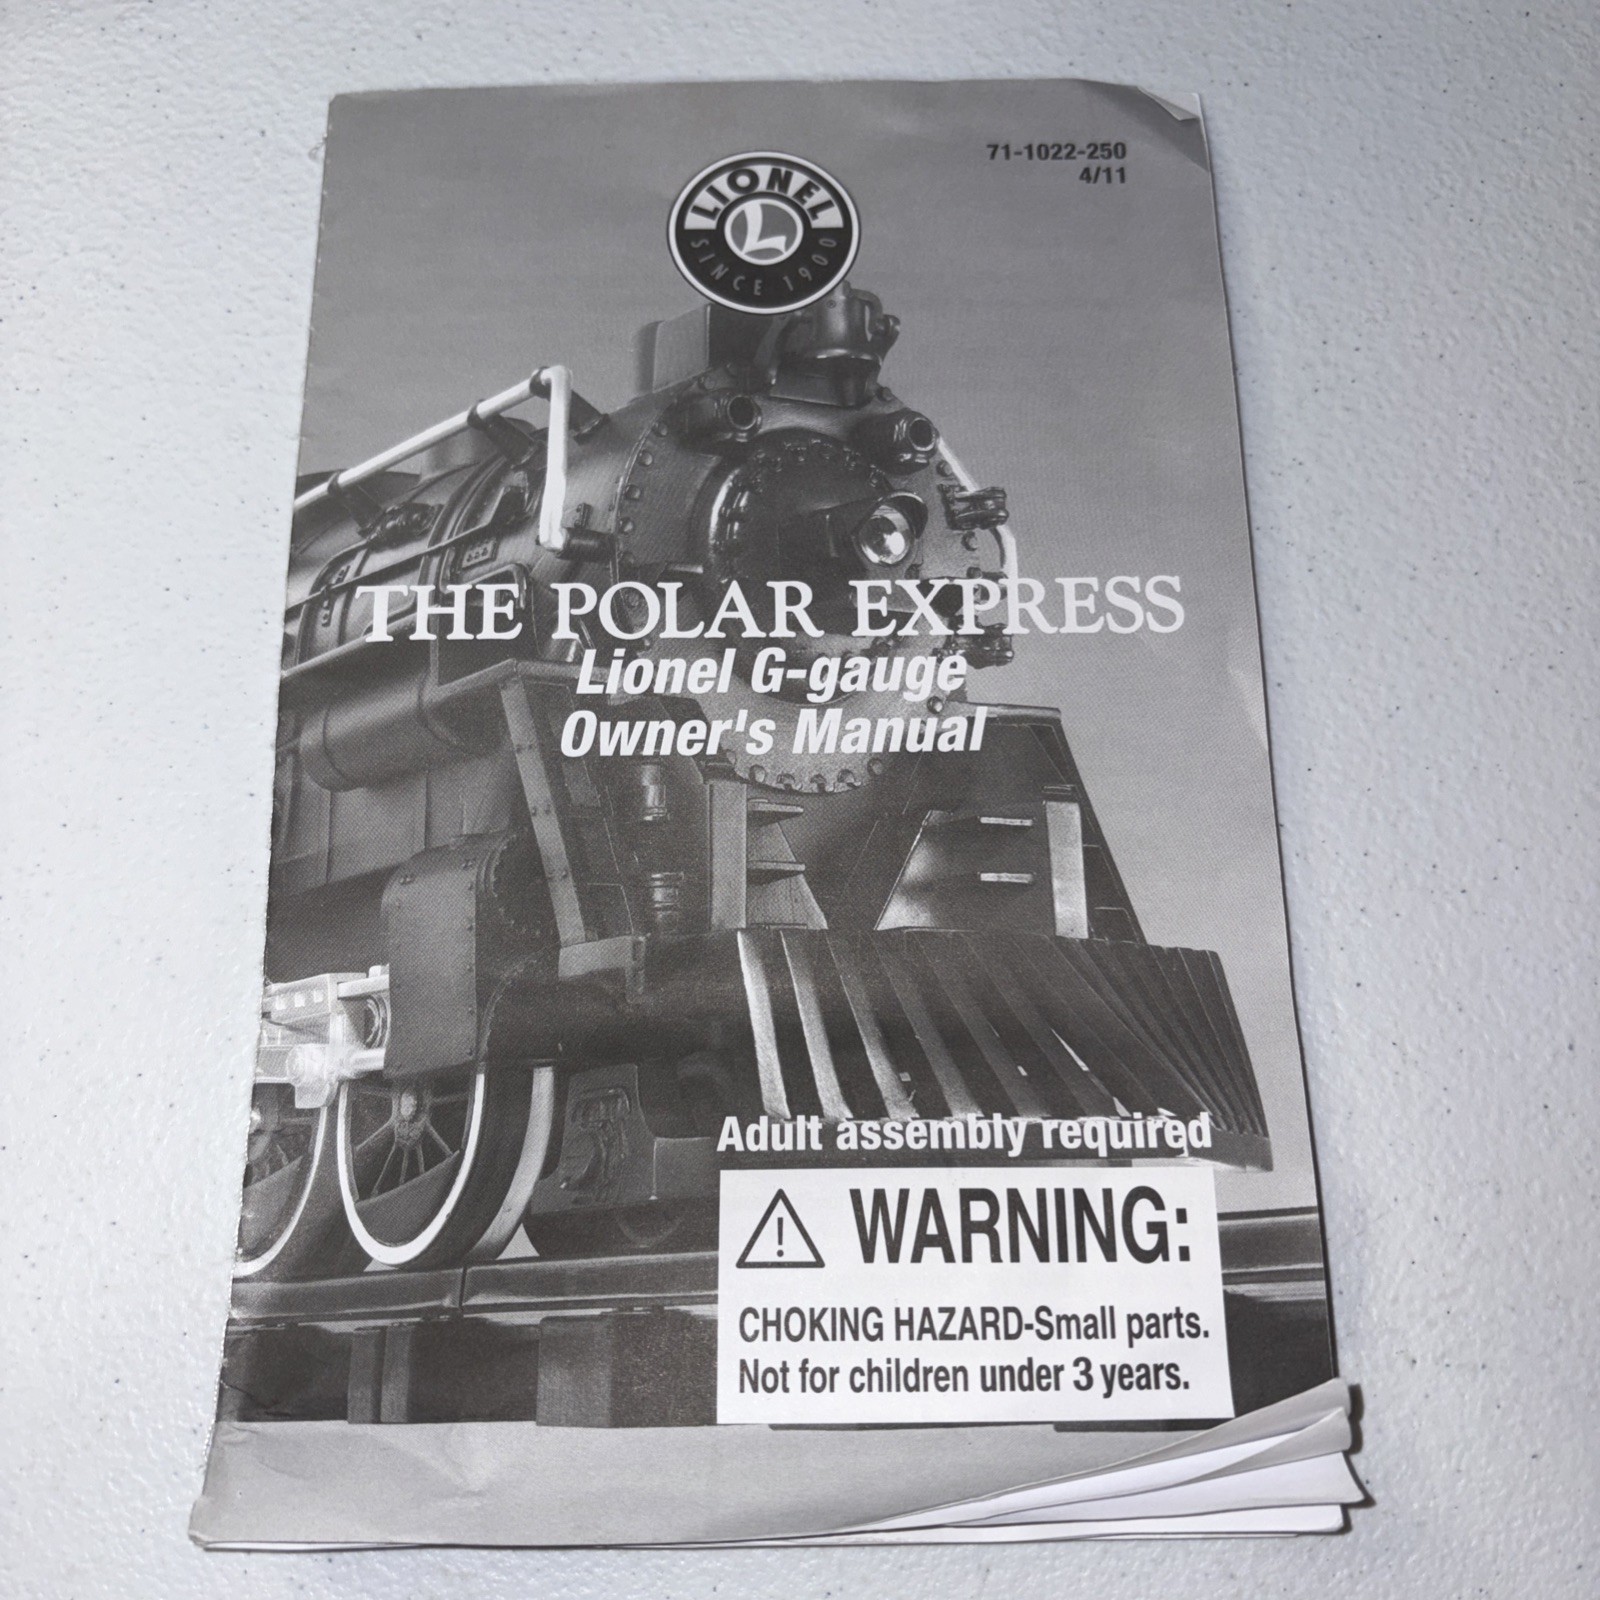 71-1022-250
4/11
LIONEL
L
SINCE 1900
THE POLAR EXPRESS
Lionel G-gauge
Owner's Manual
Adult assembly required
! WARNING:
CHOKING HAZARD-Small parts.
Not for children under 3 years.